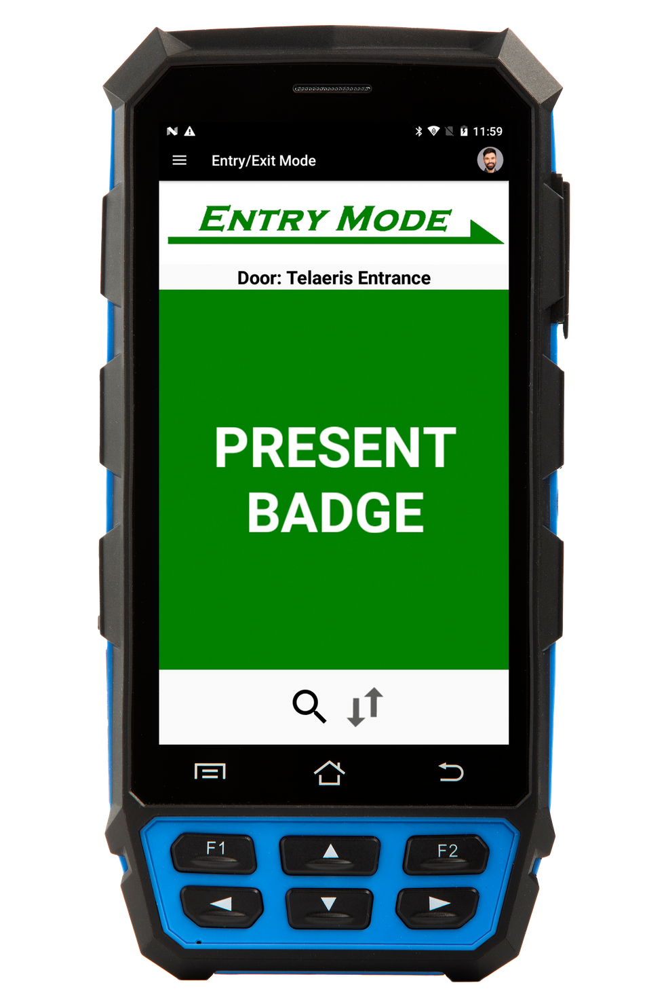 11:59
Entry/Exit Mode
ENTRY MODE
Door: Telaeris Entrance
PRESENT
BADGE
F1
F2